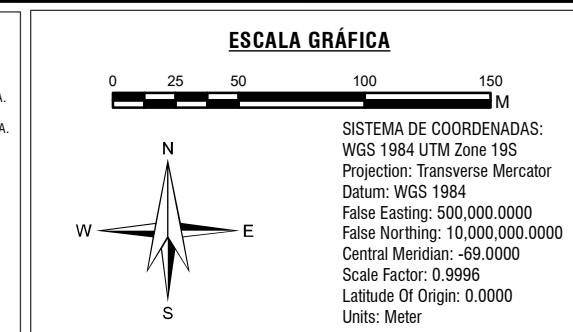 ESCALA GRÁFICA
0 25 50 100 150
M
A.
A.
SISTEMA DE COORDENADAS:
WGS 1984 UTM Zone 19S
Projection: Transverse Mercator
Datum: WGS 1984
False Easting: 500,000.0000
False Northing: 10,000,000.0000
Central Meridian: -69.0000
Scale Factor: 0.9996
Latitude Of Origin: 0.0000
Units: Meter
N
W E
S